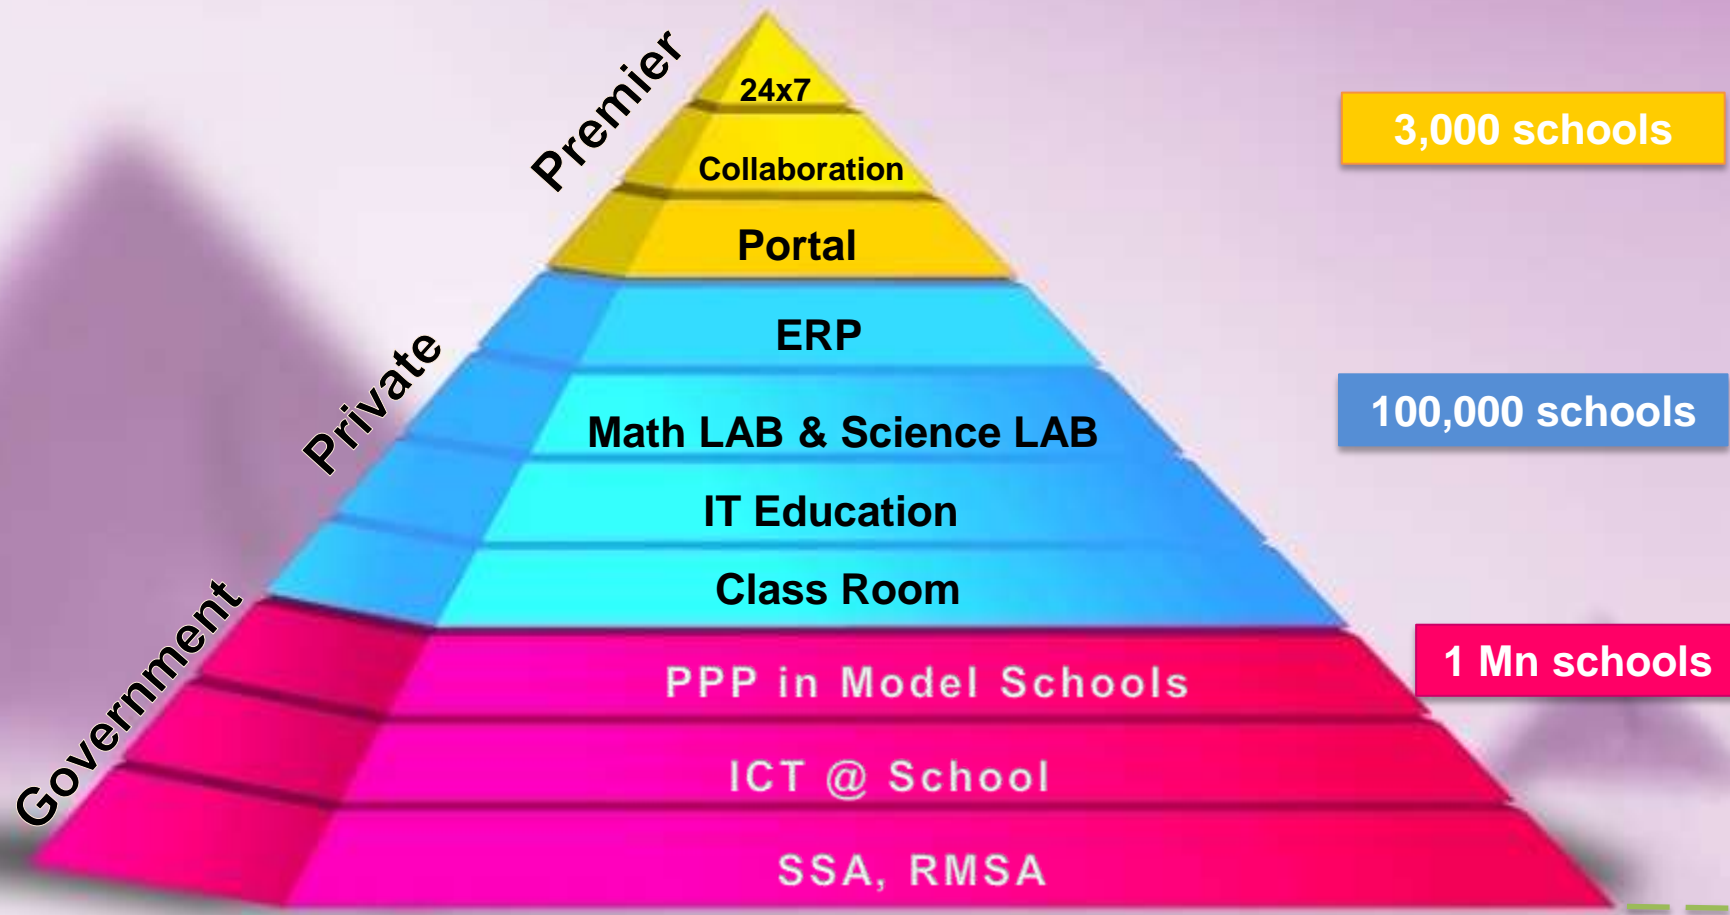 Premier
24x7
Collaboration
Portal
3,000 schools
Private
ERP
Math LAB & Science LAB
IT Education
Class Room
100,000 schools
Government
PPP in Model Schools
ICT @ School
SSA, RMSA
1 Mn schools